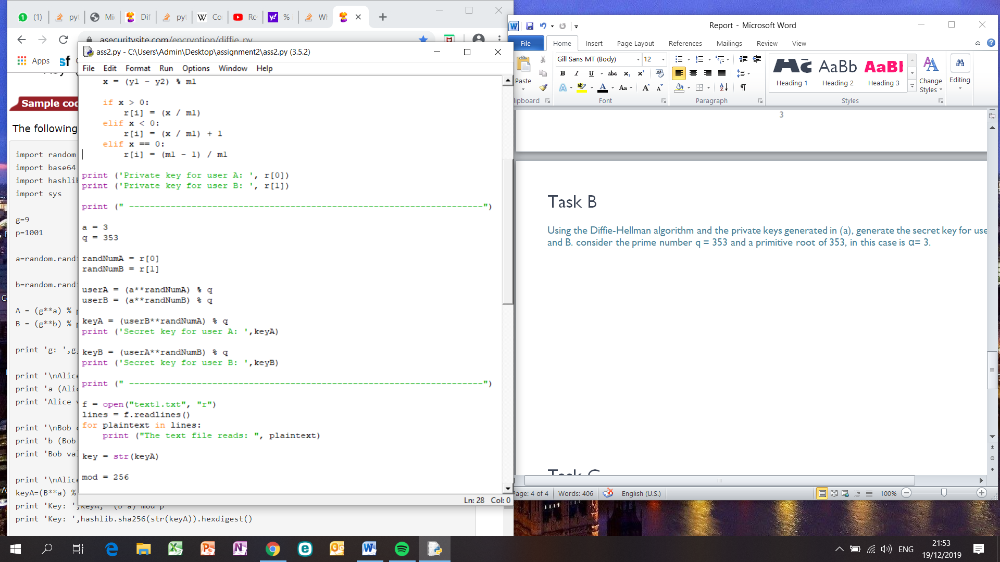 (1)
py
Mi
Dif
py
W Co
Ro
y! %
W
asecuritysite.com/encryption/diffie_py
Apps
sf
Sample cod
The following
import random
import base64
import hashlib
import sys
g=9
p=1001
a=random.randi
b=random.randi
A = (g**a) % p
B = (g**b) % p
print 'g: ',g,
print '\nAlice
print 'a (Alic
print 'Alice v
print '\nBob c
print 'b (Bob
print 'Bob val
print '\nAlice
keyA=(B**a) %
print 'Key: ',keyA, (B^a) mod p
print 'Key: ',hashlib.sha256(str(keyA)).hexdigest()
ass2.py - C:\Users\Admin\Desktop\assignment2\ass2.py (3.5.2)
File Edit Format Run Options Window Help
x = (y1 - y2) % m1
if x > 0:
r[i] = (x / m1)
elif x < 0:
r[i] = (x / m1) + 1
elif x == 0:
r[i] = (m1 - 1) / m1
print ('Private key for user A: ', r[0])
print ('Private key for user B: ', r[1])
print (" --------------------------------------------------------------------")
a = 3
q = 353
randNumA = r[0]
randNumB = r[1]
userA = (a**randNumA) % q
userB = (a**randNumB) % q
keyA = (userB**randNumA) % q
print ('Secret key for user A: ',keyA)
keyB = (userA**randNumB) % q
print ('Secret key for user B: ',keyB)
print (" --------------------------------------------------------------------")
f = open("text1.txt", "r")
lines = f.readlines()
for plaintext in lines:
print ("The text file reads: ", plaintext)
key = str(keyA)
mod = 256
Ln: 28 Col: 0
Report - Microsoft Word
File Home Insert Page Layout References Mailings Review View
Gill Sans MT (Body) 12
Paste
B I U abc x₂ x²
Aa
AaBb AaBb
Heading 1 Heading 2 Heading 3
Change Styles
Editing
lipboard Font Paragraph Styles
3
Task B
Using the Diffie-Hellman algorithm and the private keys generated in (a), generate the secret key for use
and B. consider the prime number q = 353 and a primitive root of 353, in this case is α= 3.
Task C
Page: 4 of 4 Words: 406 English (U.S.) 100%
ENG
21:53
19/12/2019